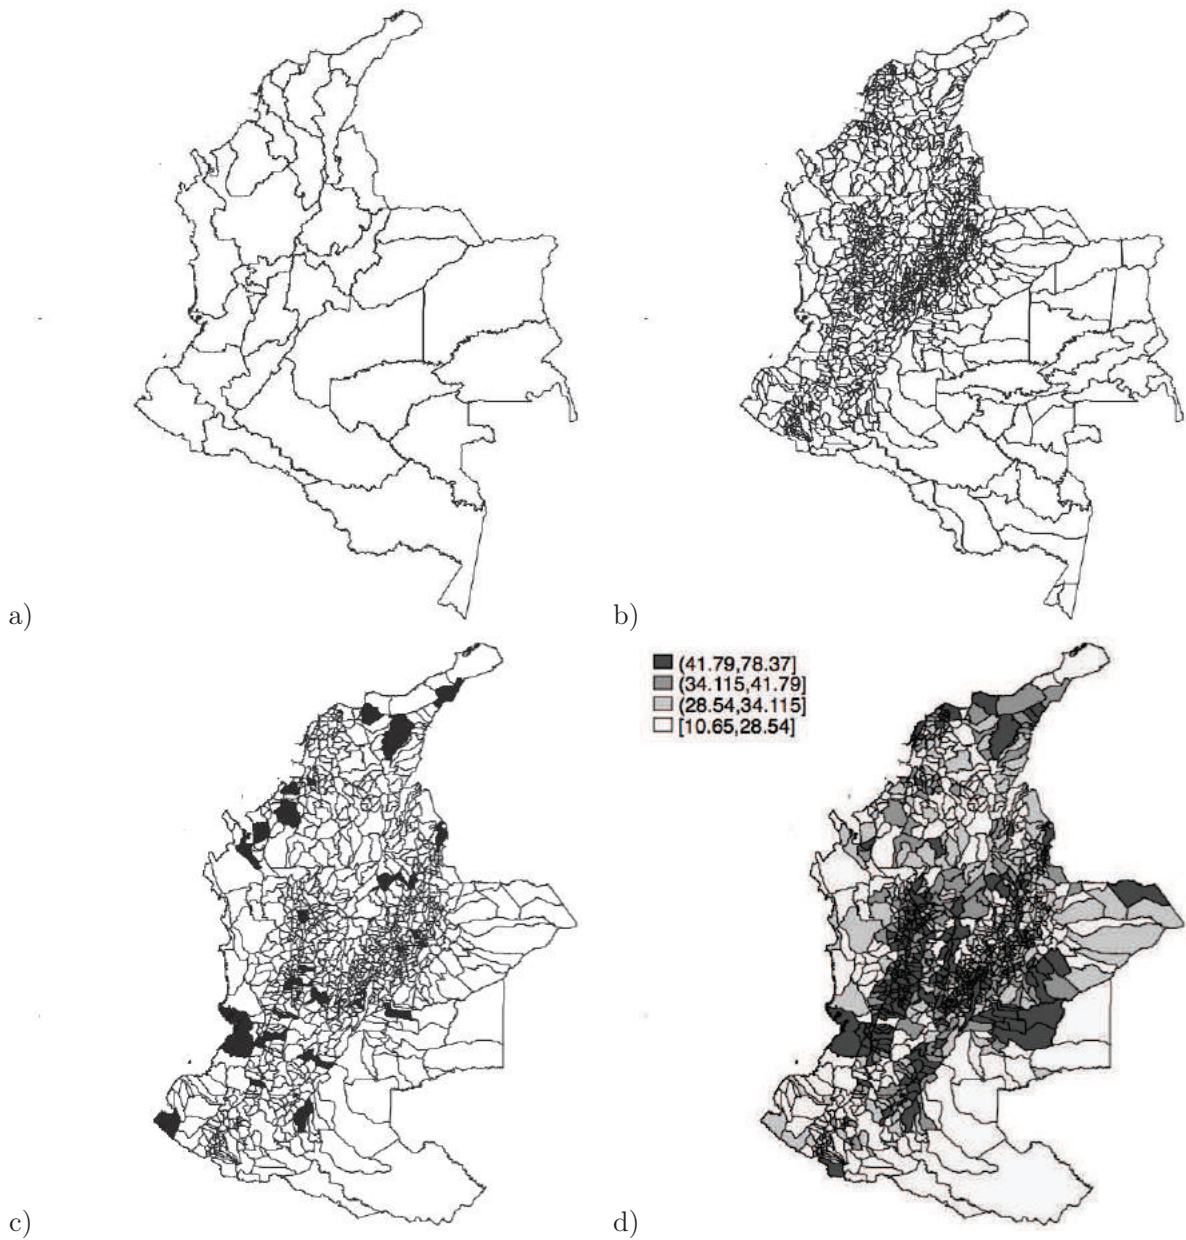 a)
b)
(41.79,78.37]
(34.115,41.79]
(28.54,34.115]
[10.65,28.54]
c)
d)